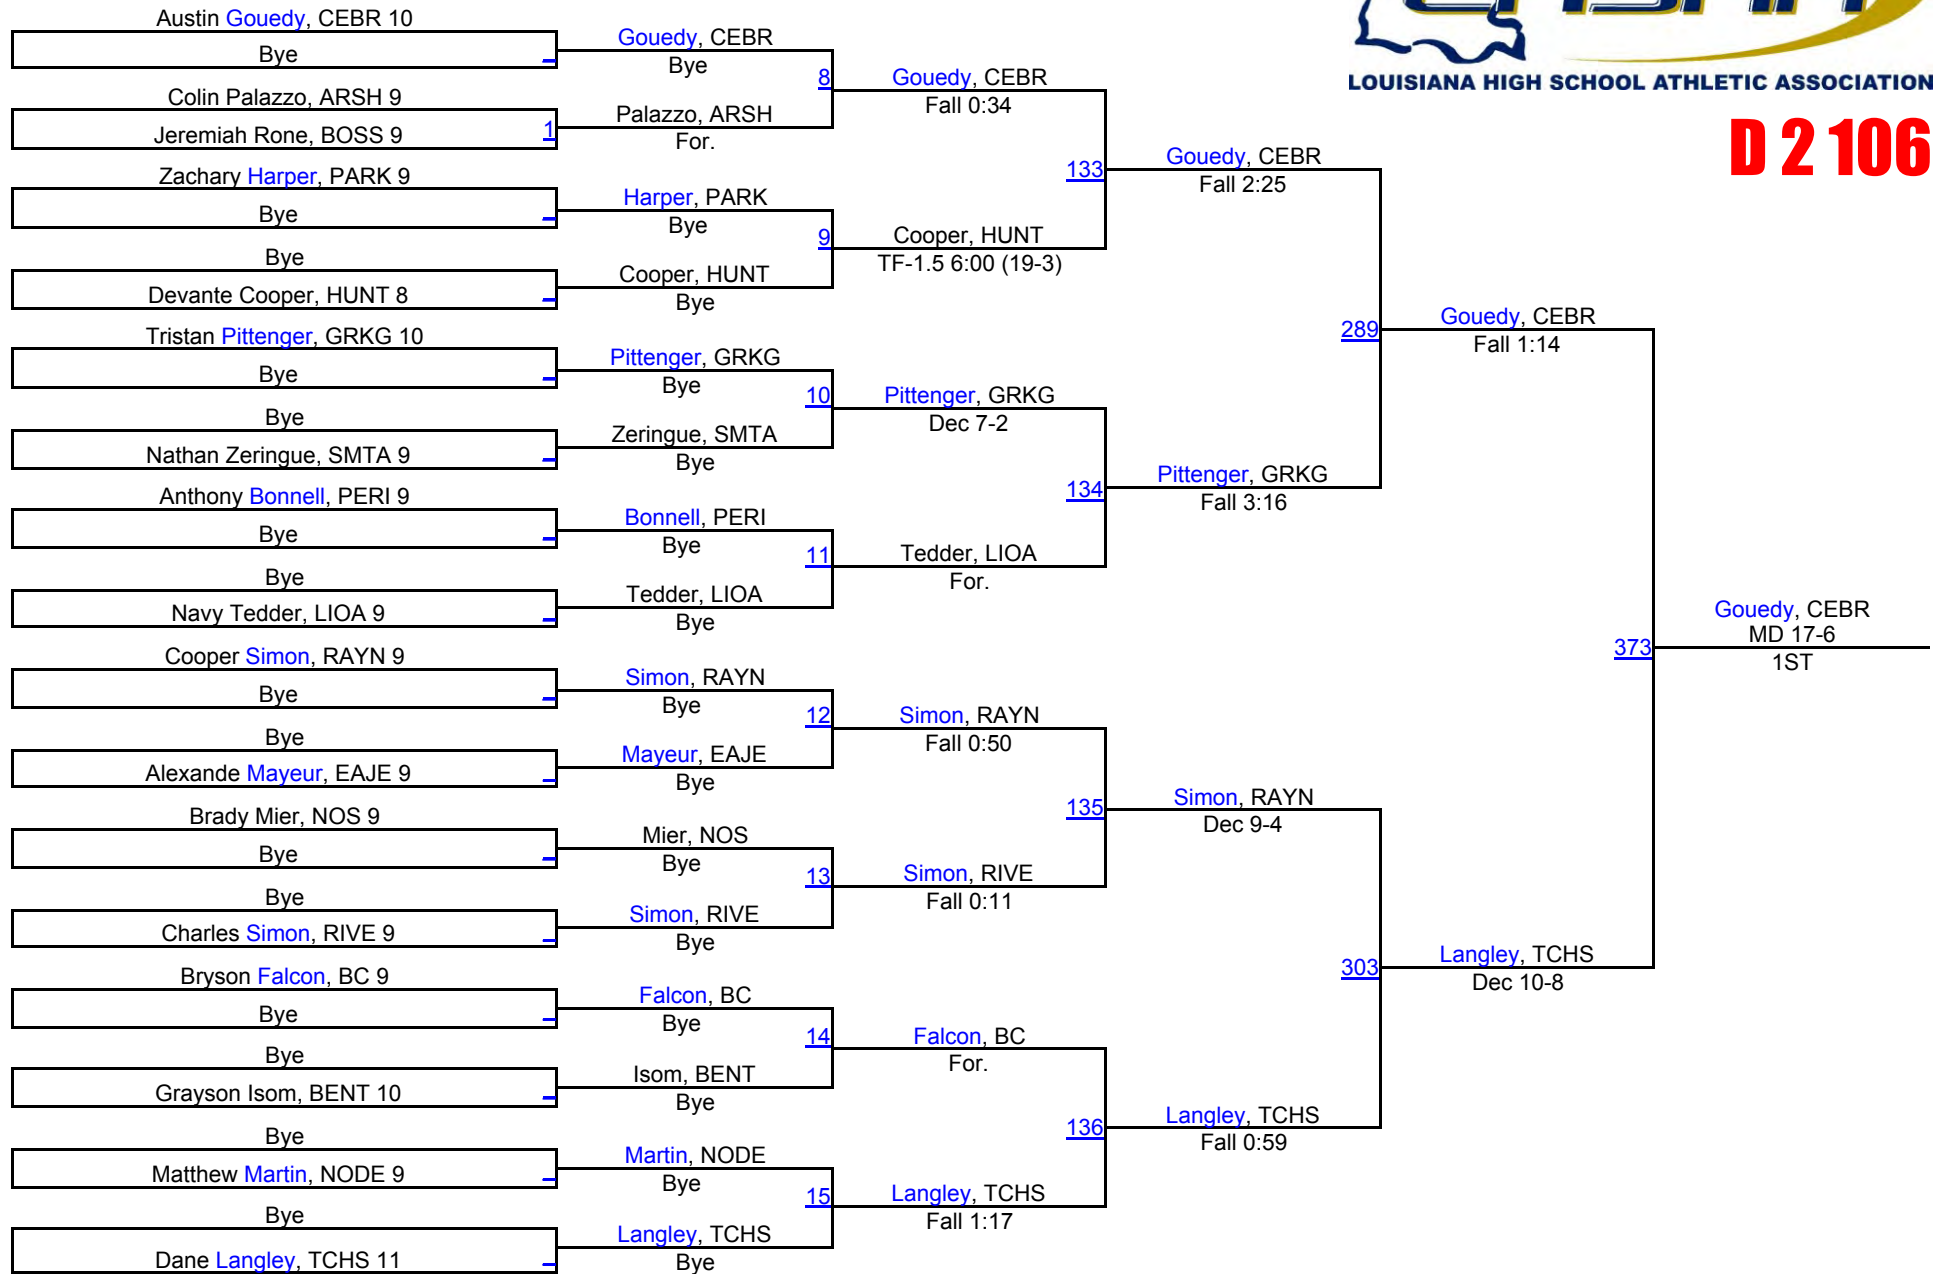 LOUISIANA HIGH SCHOOL ATHLETIC ASSOCIATION
D 2 106
Austin Gouedy, CEBR 10
Bye
Colin Palazzo, ARSH 9
Jeremiah Rone, BOSS 9
1
Zachary Harper, PARK 9
Bye
Bye
Devante Cooper, HUNT 8
Tristan Pittenger, GRKG 10
Bye
Bye
Nathan Zeringue, SMTA 9
Anthony Bonnell, PERI 9
Bye
Bye
Navy Tedder, LIOA 9
Cooper Simon, RAYN 9
Bye
Bye
Alexande Mayeur, EAJE 9
Brady Mier, NOS 9
Bye
Bye
Charles Simon, RIVE 9
Bryson Falcon, BC 9
Bye
Bye
Grayson Isom, BENT 10
Bye
Matthew Martin, NODE 9
Bye
Dane Langley, TCHS 11
Gouedy, CEBR
Bye
8
Palazzo, ARSH
For.
Harper, PARK
Bye
9
Cooper, HUNT
Bye
Pittenger, GRKG
Bye
10
Zeringue, SMTA
Bye
Bonnell, PERI
Bye
11
Tedder, LIOA
Bye
Simon, RAYN
Bye
12
Mayeur, EAJE
Bye
Mier, NOS
Bye
13
Simon, RIVE
Bye
Falcon, BC
Bye
14
Isom, BENT
Bye
Martin, NODE
Bye
15
Langley, TCHS
Bye
Gouedy, CEBR
Fall 0:34
133
Cooper, HUNT
TF-1.5 6:00 (19-3)
Pittenger, GRKG
Dec 7-2
134
Tedder, LIOA
For.
Simon, RAYN
Fall 0:50
135
Simon, RIVE
Fall 0:11
Falcon, BC
For.
136
Langley, TCHS
Fall 1:17
Gouedy, CEBR
Fall 2:25
289
Pittenger, GRKG
Fall 3:16
Simon, RAYN
Dec 9-4
303
Langley, TCHS
Fall 0:59
Gouedy, CEBR
Fall 1:14
373
Langley, TCHS
Dec 10-8
Gouedy, CEBR
MD 17-6
1ST